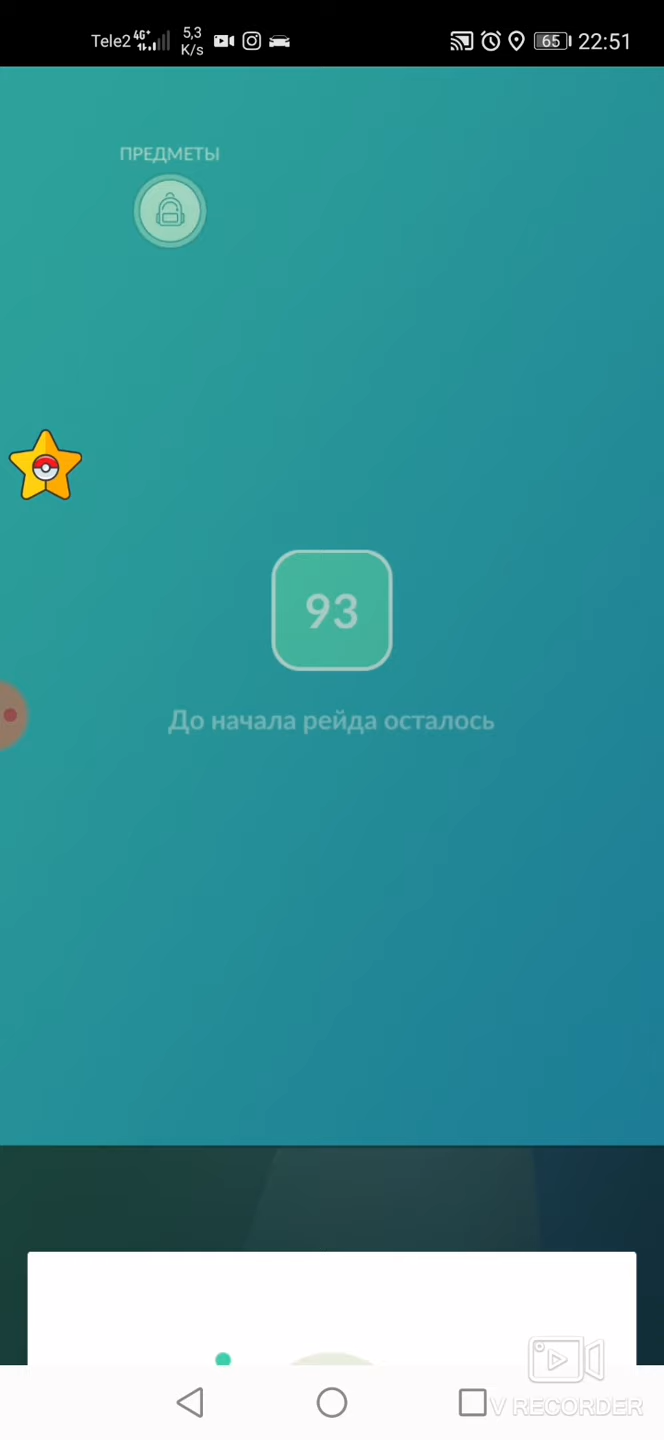 Tele2 4G+ 5,3 K/s 65 22:51
ПРЕДМЕТЫ
93
До начала рейда осталось
V RECORDER